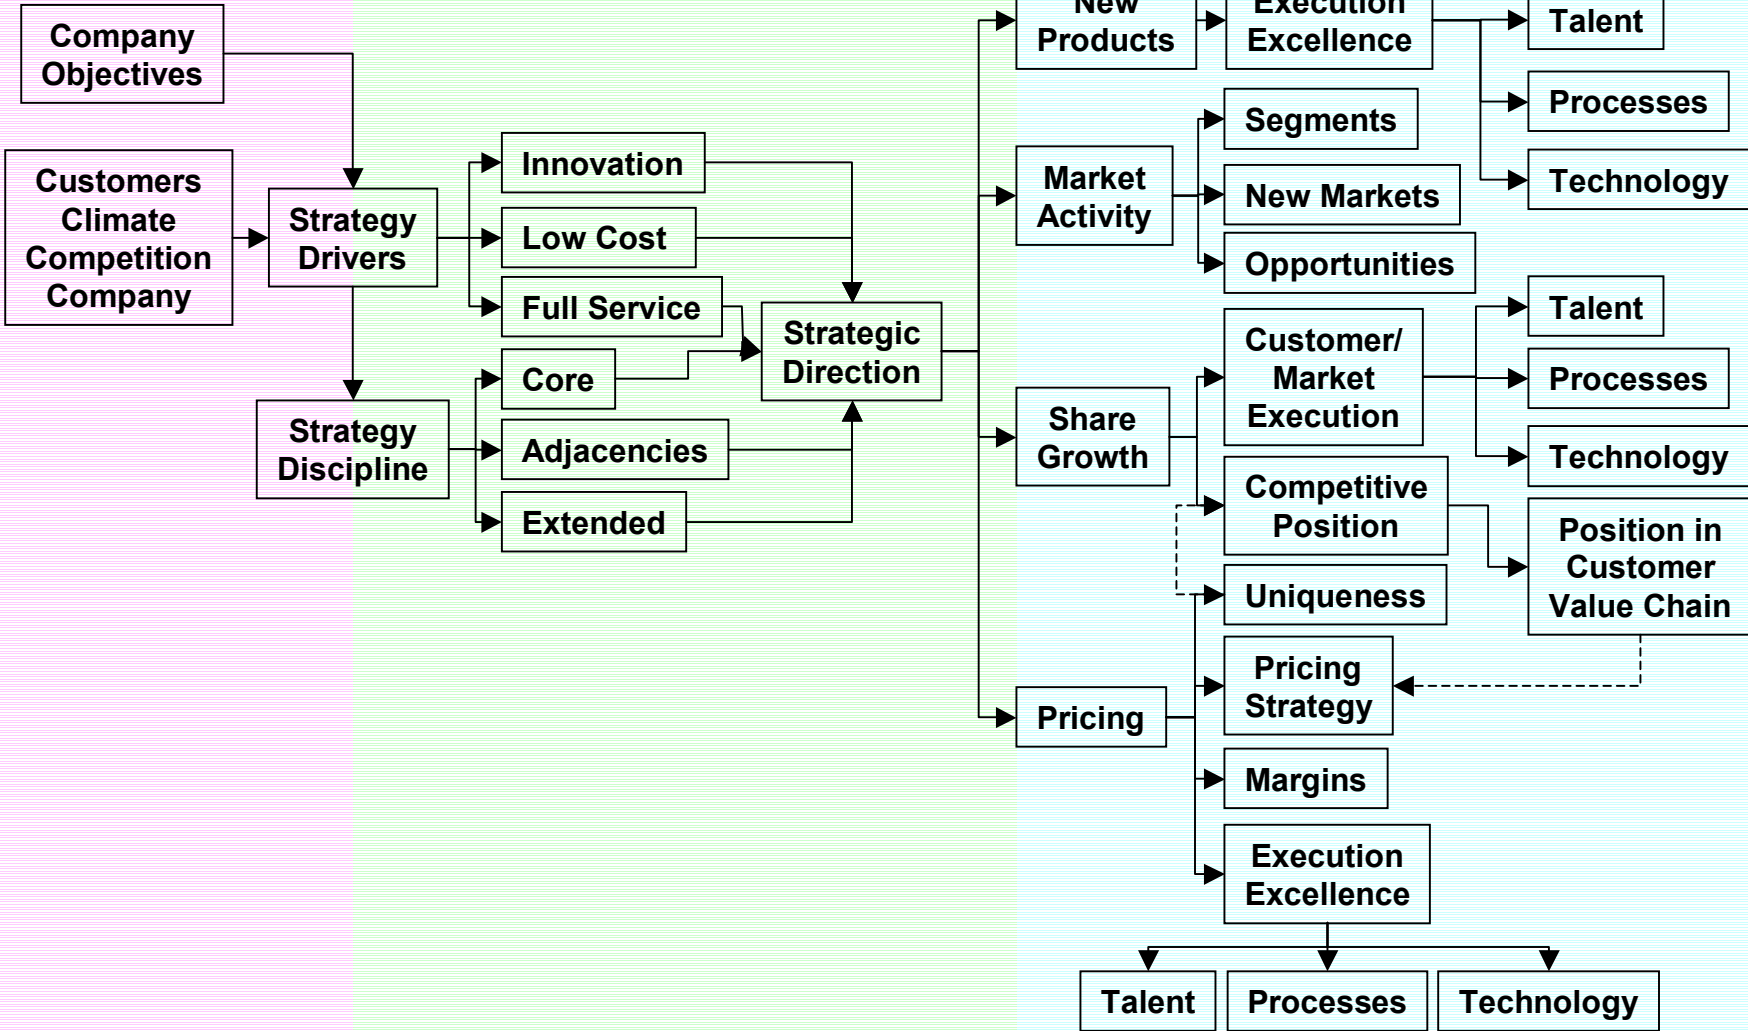 Company
Objectives
Customers
Climate
Competition
Company
Strategy
Drivers
Strategy
Discipline
Innovation
Low Cost
Full Service
Core
Adjacencies
Extended
Strategic
Direction
New
Products
Execution
Excellence
Talent
Processes
Technology
Market
Activity
Segments
New Markets
Opportunities
Share
Growth
Customer/
Market
Execution
Talent
Processes
Technology
Competitive
Position
Position in
Customer
Value Chain
Pricing
Uniqueness
Pricing
Strategy
Margins
Execution
Excellence
Talent
Processes
Technology